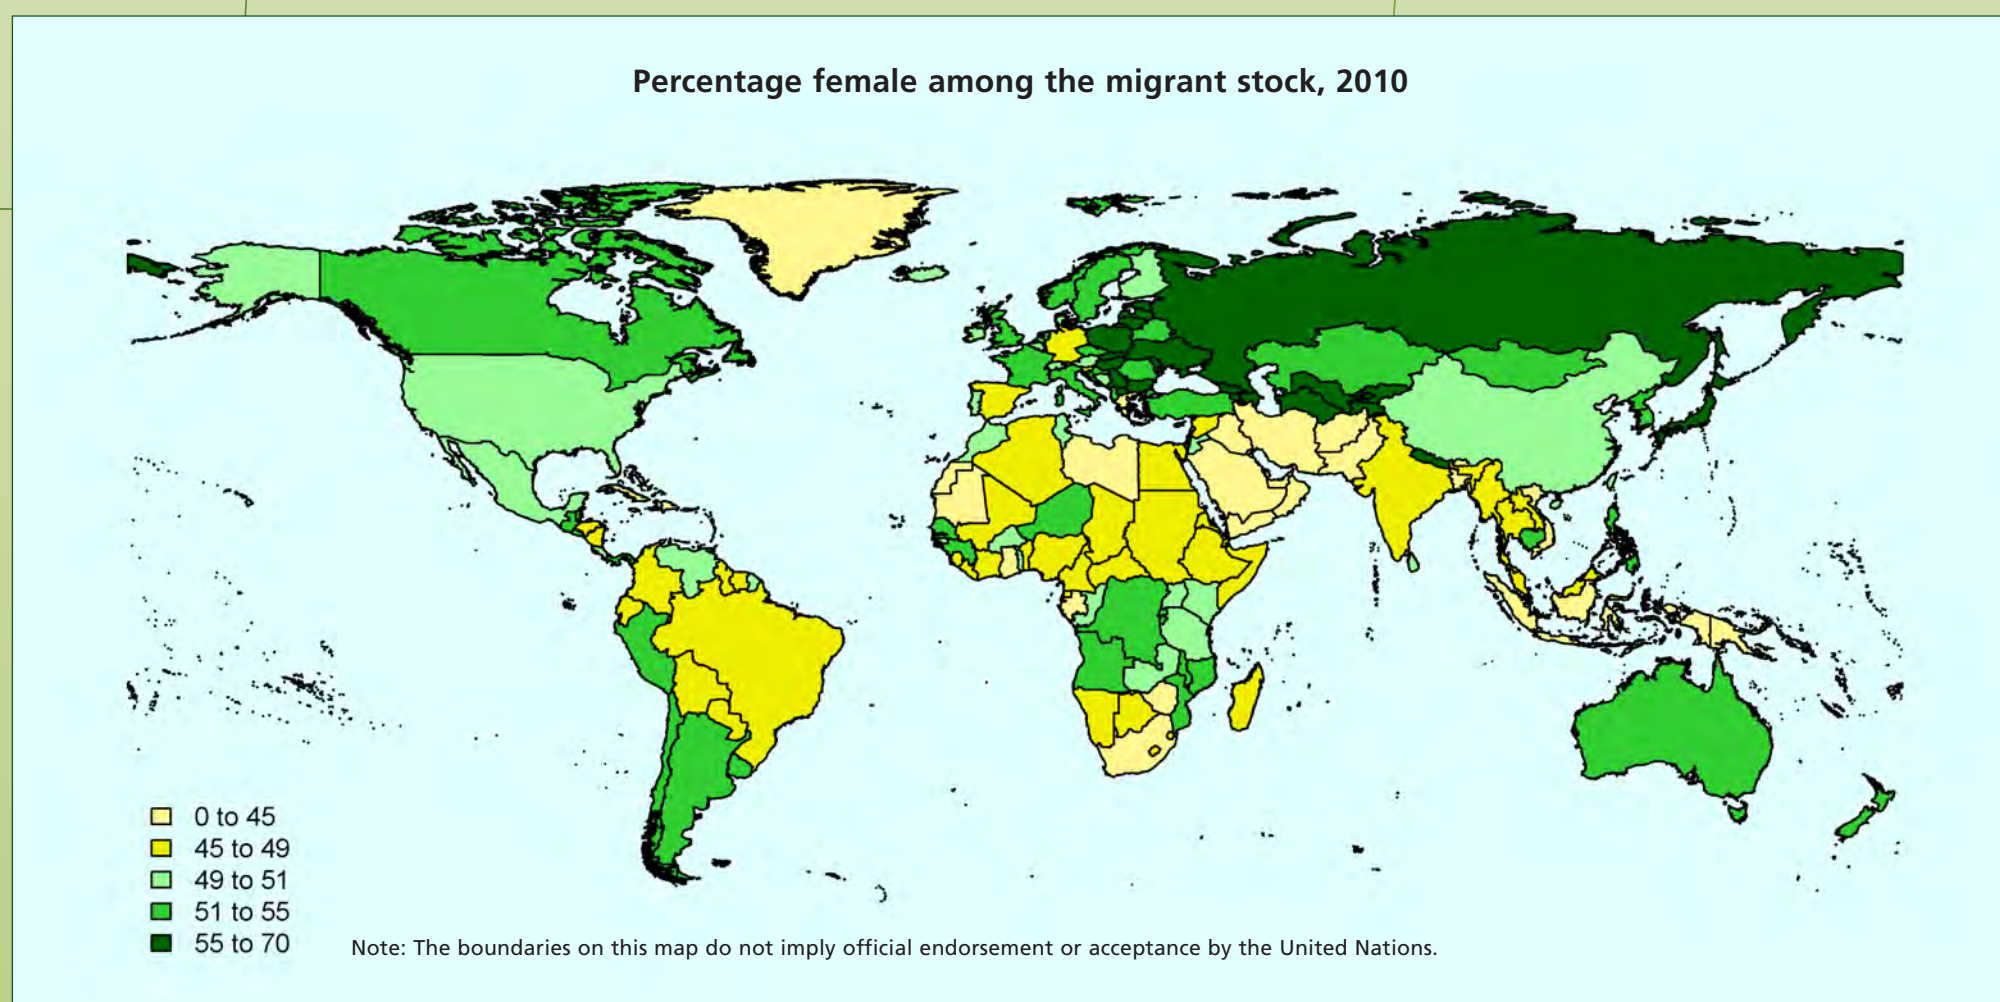 Percentage female among the migrant stock, 2010
0 to 45
45 to 49
49 to 51
51 to 55
55 to 70
Note: The boundaries on this map do not imply official endorsement or acceptance by the United Nations.